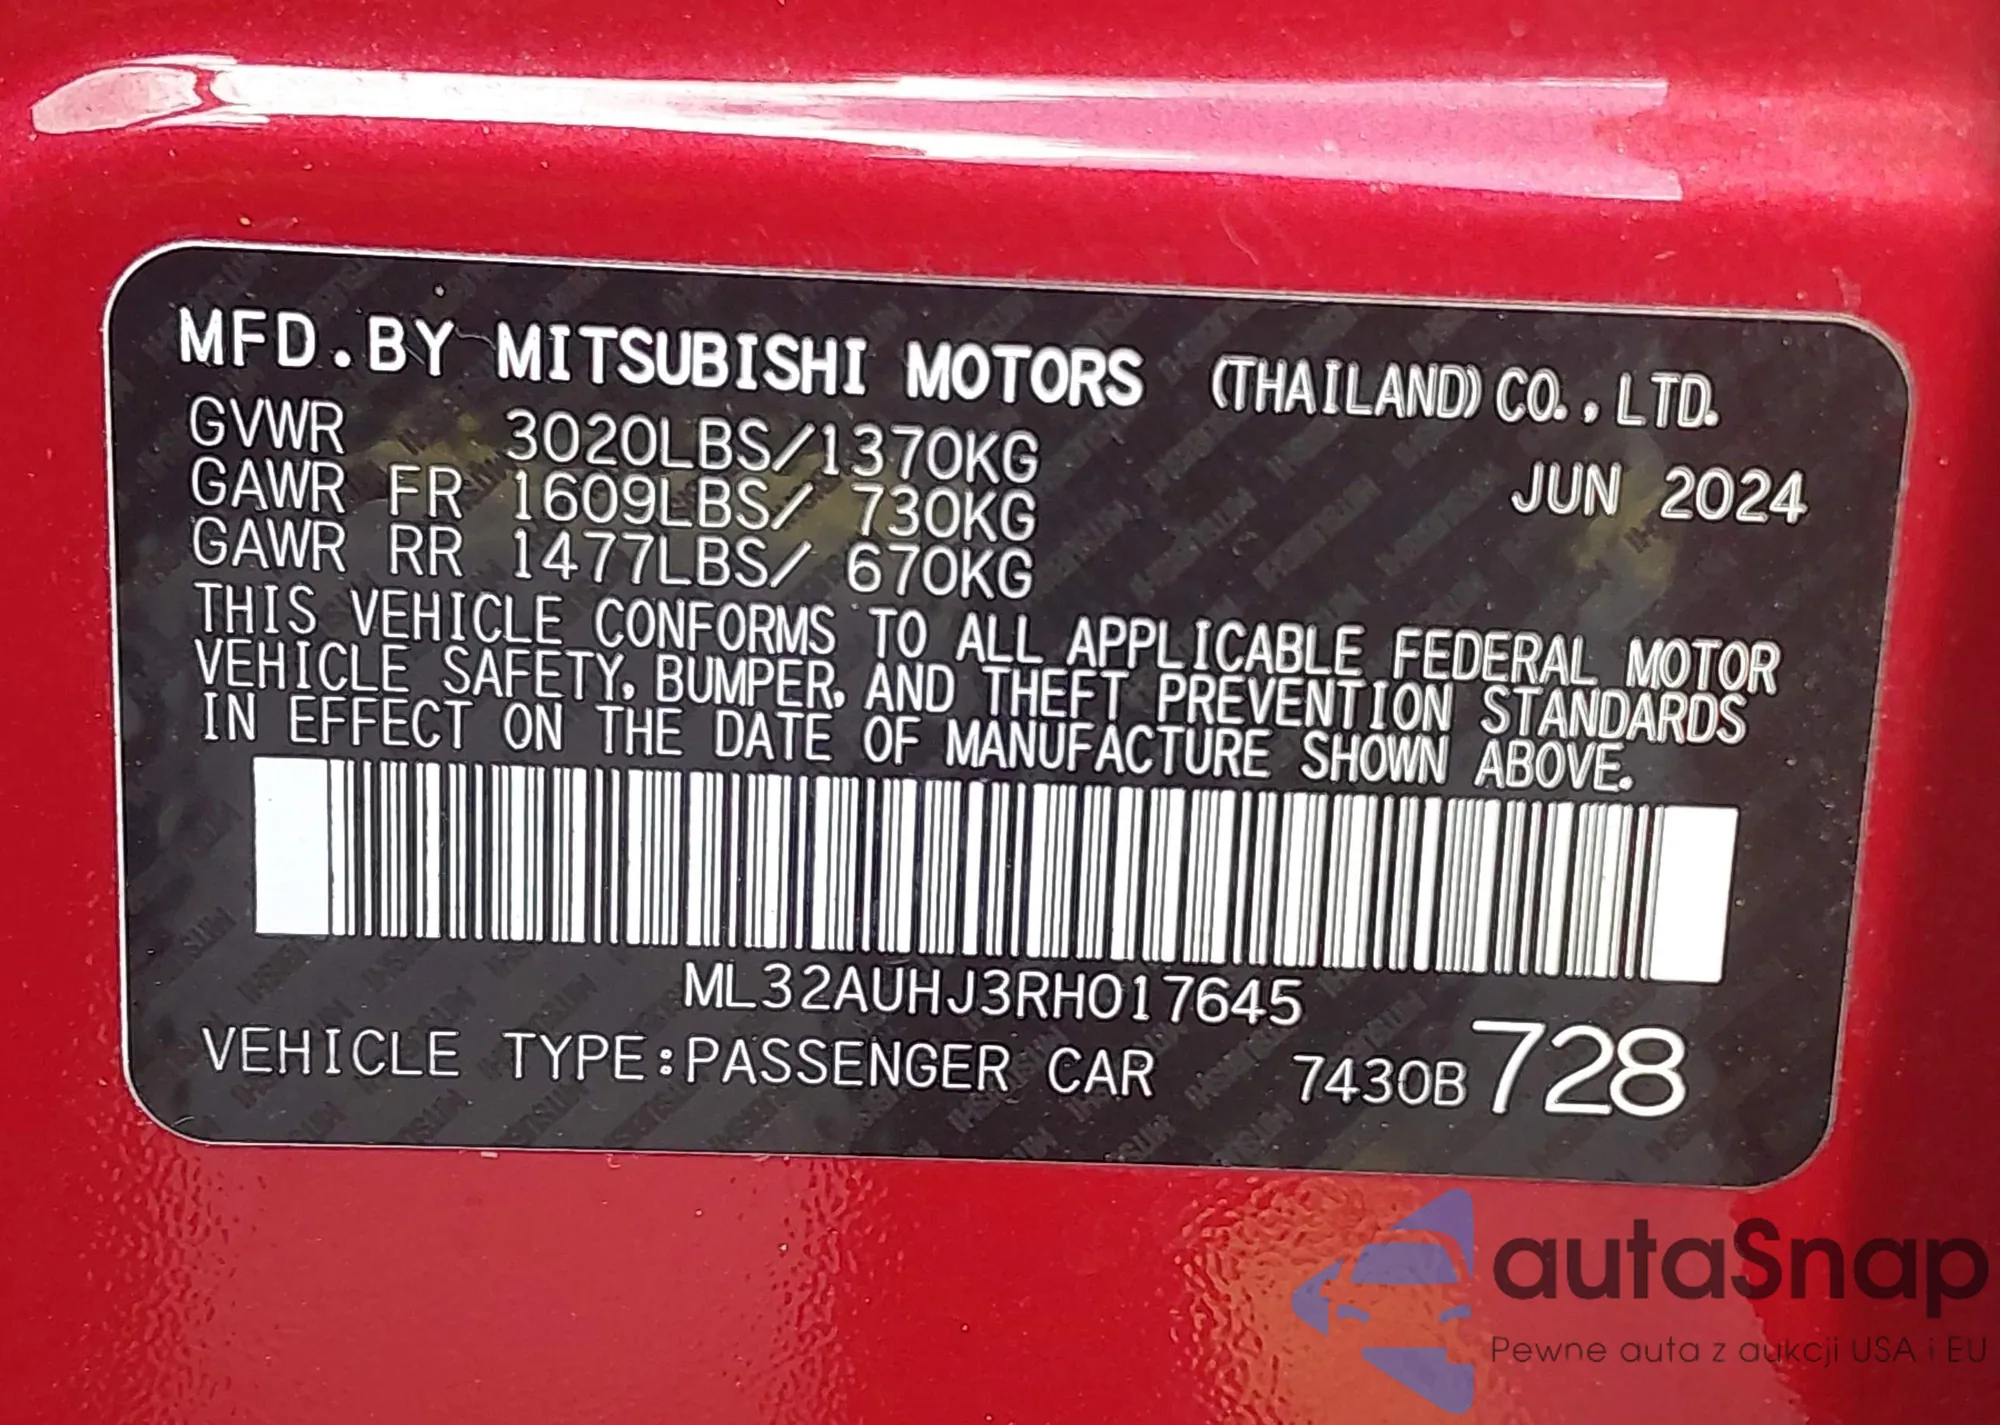 MFD.BY MITSUBISHI MOTORS (THAILAND) CO.,LTD.
GVWR 3020LBS/1370KG
JUN 2024
GAWR FR 1609LBS/ 730KG
GAWR RR 1477LBS/ 670KG
THIS VEHICLE CONFORMS TO ALL APPLICABLE FEDERAL MOTOR
VEHICLE SAFETY, BUMPER, AND THEFT PREVENTION STANDARDS
IN EFFECT ON THE DATE OF MANUFACTURE SHOWN ABOVE.
ML32AUHJ3RH017645
VEHICLE TYPE:PASSENGER CAR 7430B 728
autaSnap
Pewne auta z aukcji USA i EU